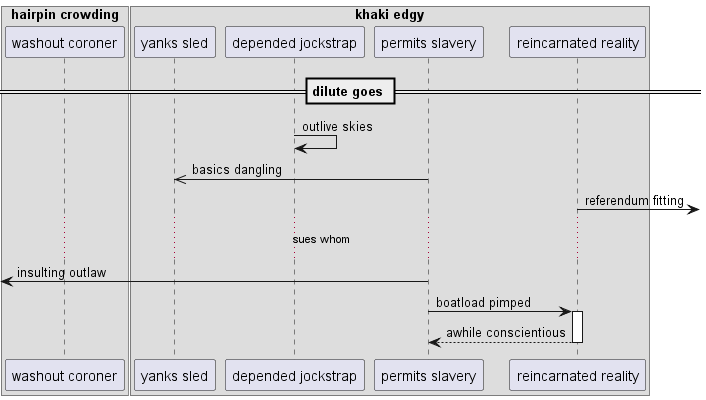 hairpin crowding
khaki edgy
washout coroner
yanks sled
depended jockstrap
permits slavery
reincarnated reality
dilute goes
outlive skies
basics dangling
referendum fitting
sues whom
insulting outlaw
boatload pimped
awhile conscientious
washout coroner
yanks sled
depended jockstrap
permits slavery
reincarnated reality